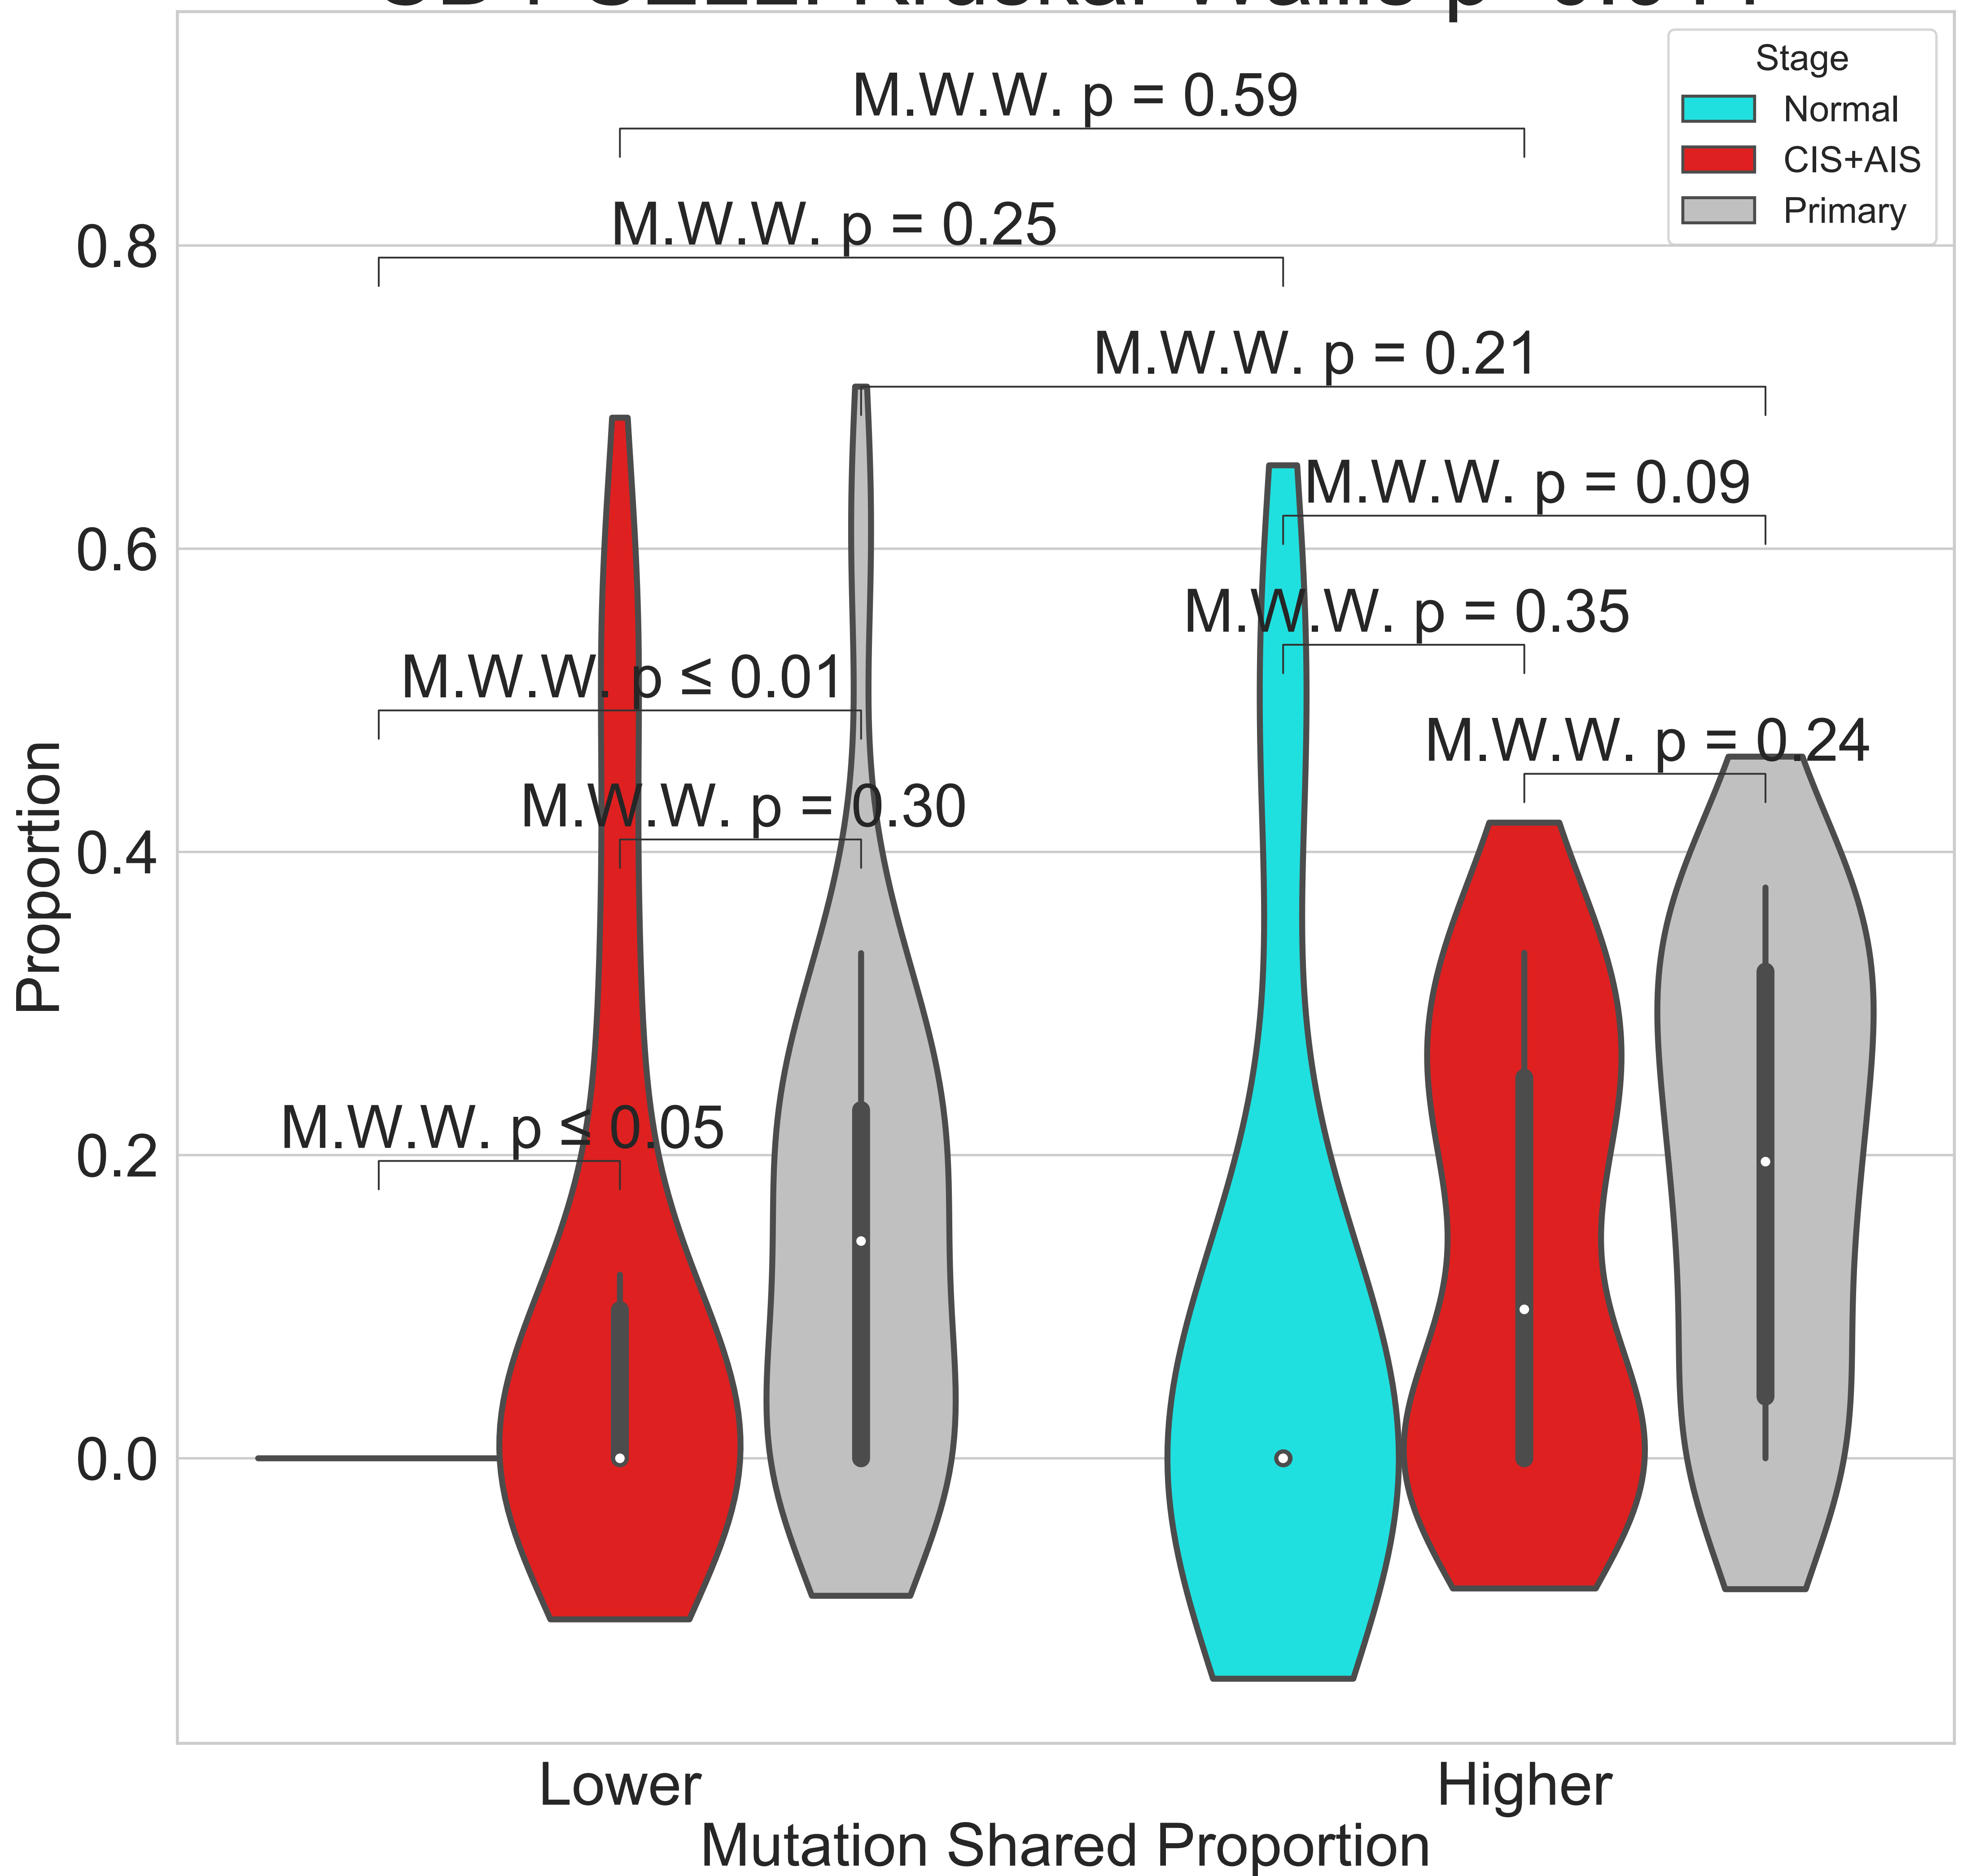 Stage
Normal
CIS+AIS
Primary
M.W.W. p = 0.59
M.W.W. p = 0.25
M.W.W. p = 0.21
M.W.W. p = 0.09
M.W.W. p = 0.35
M.W.W. p ≤ 0.01
M.W.W. p = 0.24
M.W.W. p = 0.30
M.W.W. p ≤ 0.05
0.8
0.6
0.4
0.2
0.0
Proportion
Lower
Higher
Mutation Shared Proportion